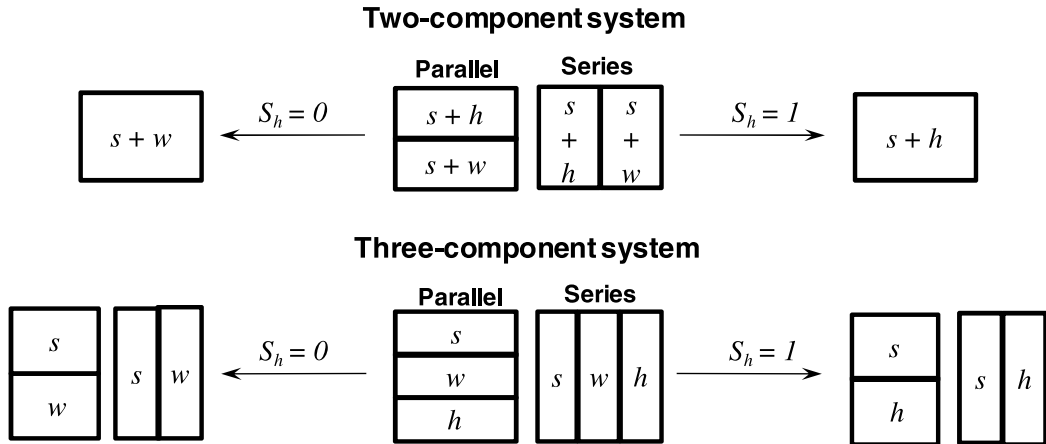 Two-component system
Parallel Series
s + w
S_h = 0
s + h
s + w
s
+
h
s
+
w
S_h = 1
s + h
Three-component system
Parallel Series
s
w
s w
S_h = 0
s
w
h
s w h
S_h = 1
s
h
s h